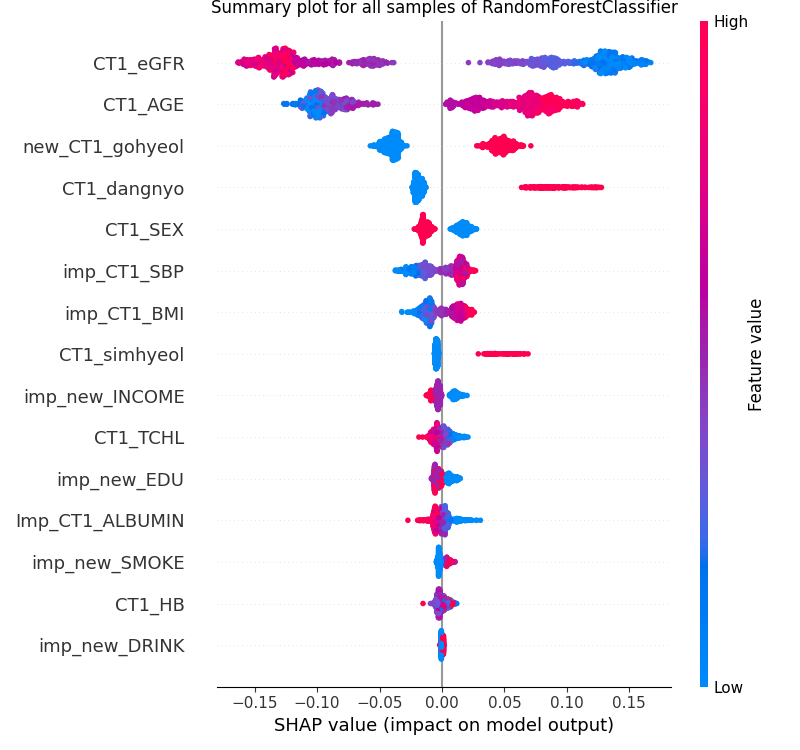 Summary plot for all samples of RandomForestClassifier
High
CT1_eGFR
CT1_AGE
new_CT1_gohyeol
CT1_dangnyo
CT1_SEX
imp_CT1_SBP
imp_CT1_BMI
CT1_simhyeol
imp_new_INCOME
CT1_TCHL
imp_new_EDU
Imp_CT1_ALBUMIN
imp_new_SMOKE
CT1_HB
imp_new_DRINK
Feature value
Low
−0.15 −0.10 −0.05 0.00 0.05 0.10 0.15
SHAP value (impact on model output)